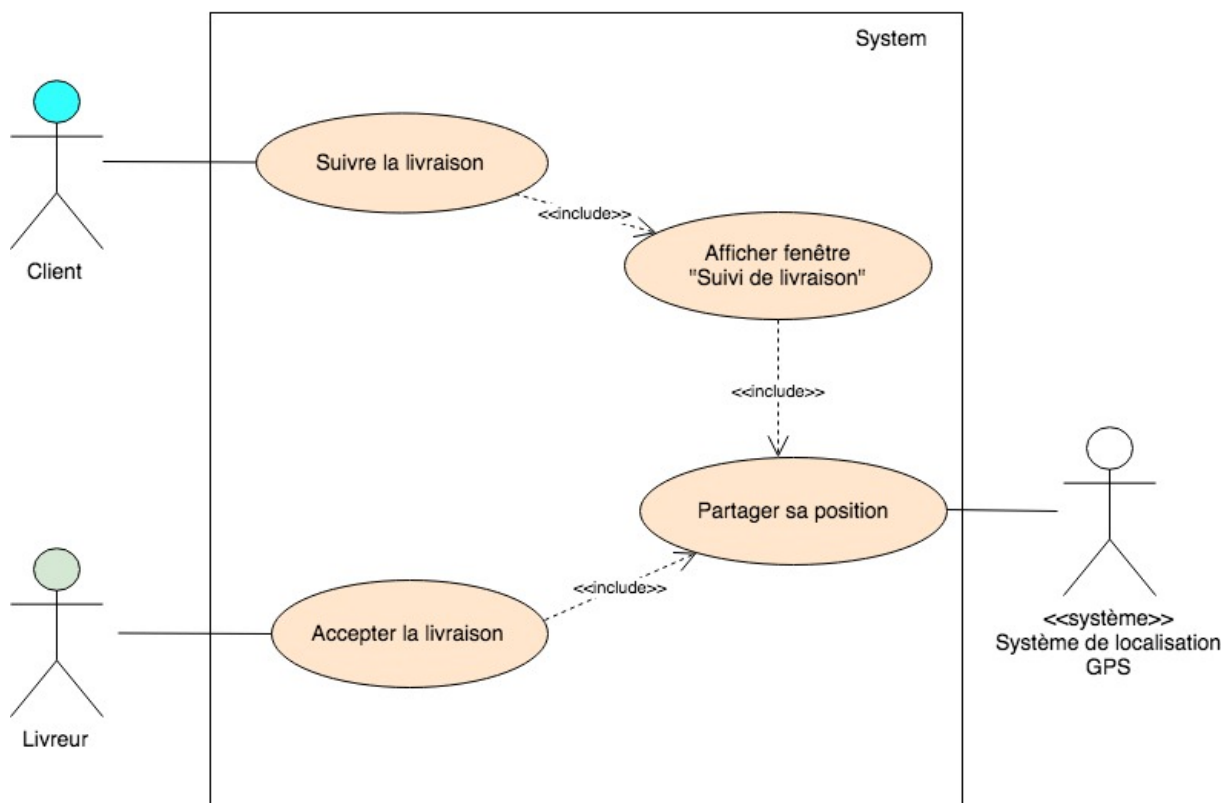 System
Suivre la livraison
<<include>>
Client
Afficher fenêtre
"Suivi de livraison"
<<include>>
Partager sa position
<<include>>
Accepter la livraison
<<système>>
Système de localisation
GPS
Livreur